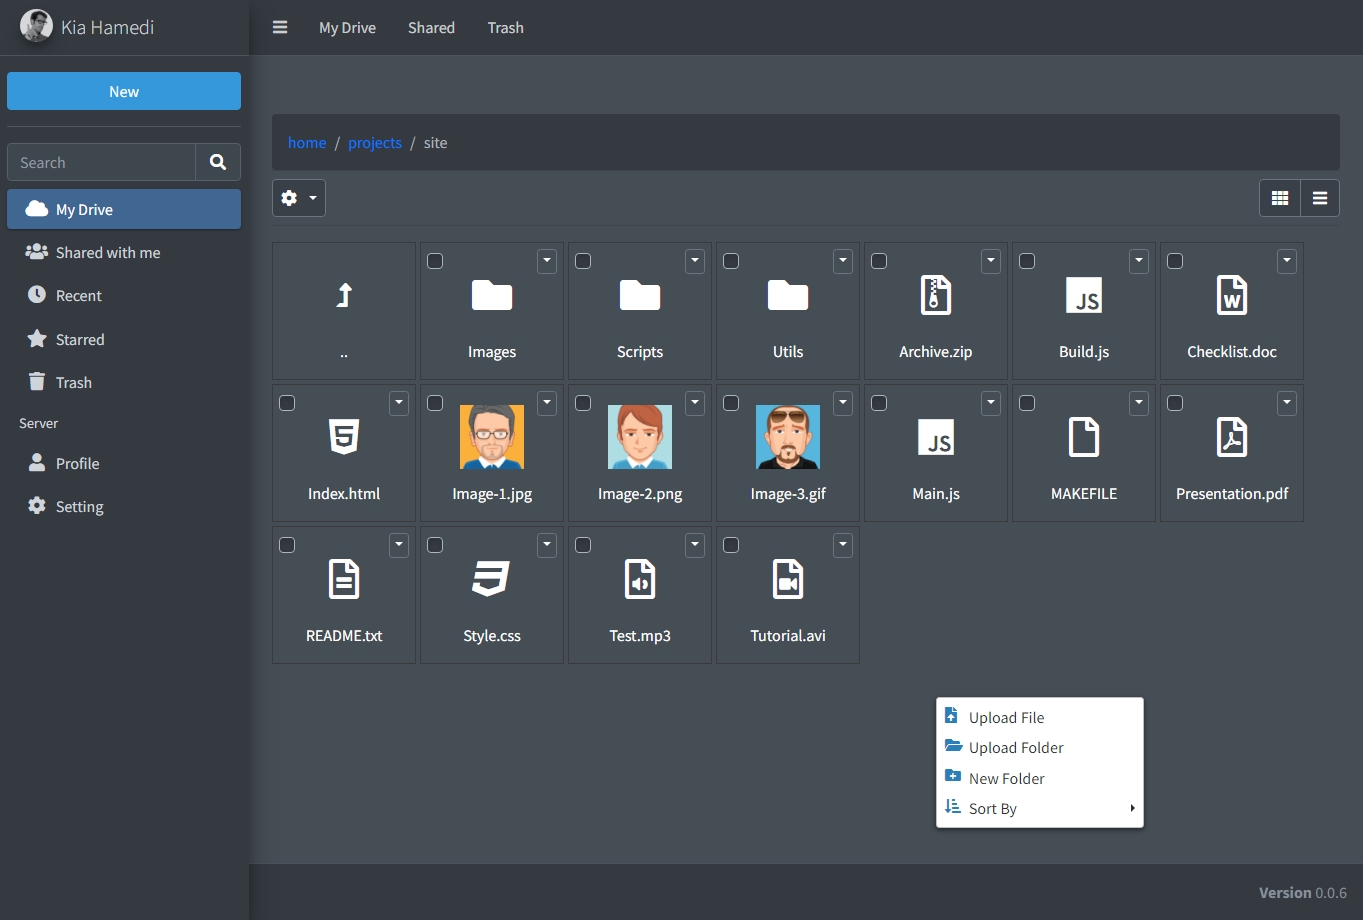 Kia Hamedi
My Drive Shared Trash
New
Search
home / projects / site
My Drive
Shared with me
Recent
Starred
Trash
Server
Profile
Setting
.. Images Scripts Utils Archive.zip Build.js Checklist.doc
JS
W
5
JS
Index.html Image-1.jpg Image-2.png Image-3.gif Main.js MAKEFILE Presentation.pdf
README.txt Style.css Test.mp3 Tutorial.avi
Upload File
Upload Folder
New Folder
Sort By
Version 0.0.6